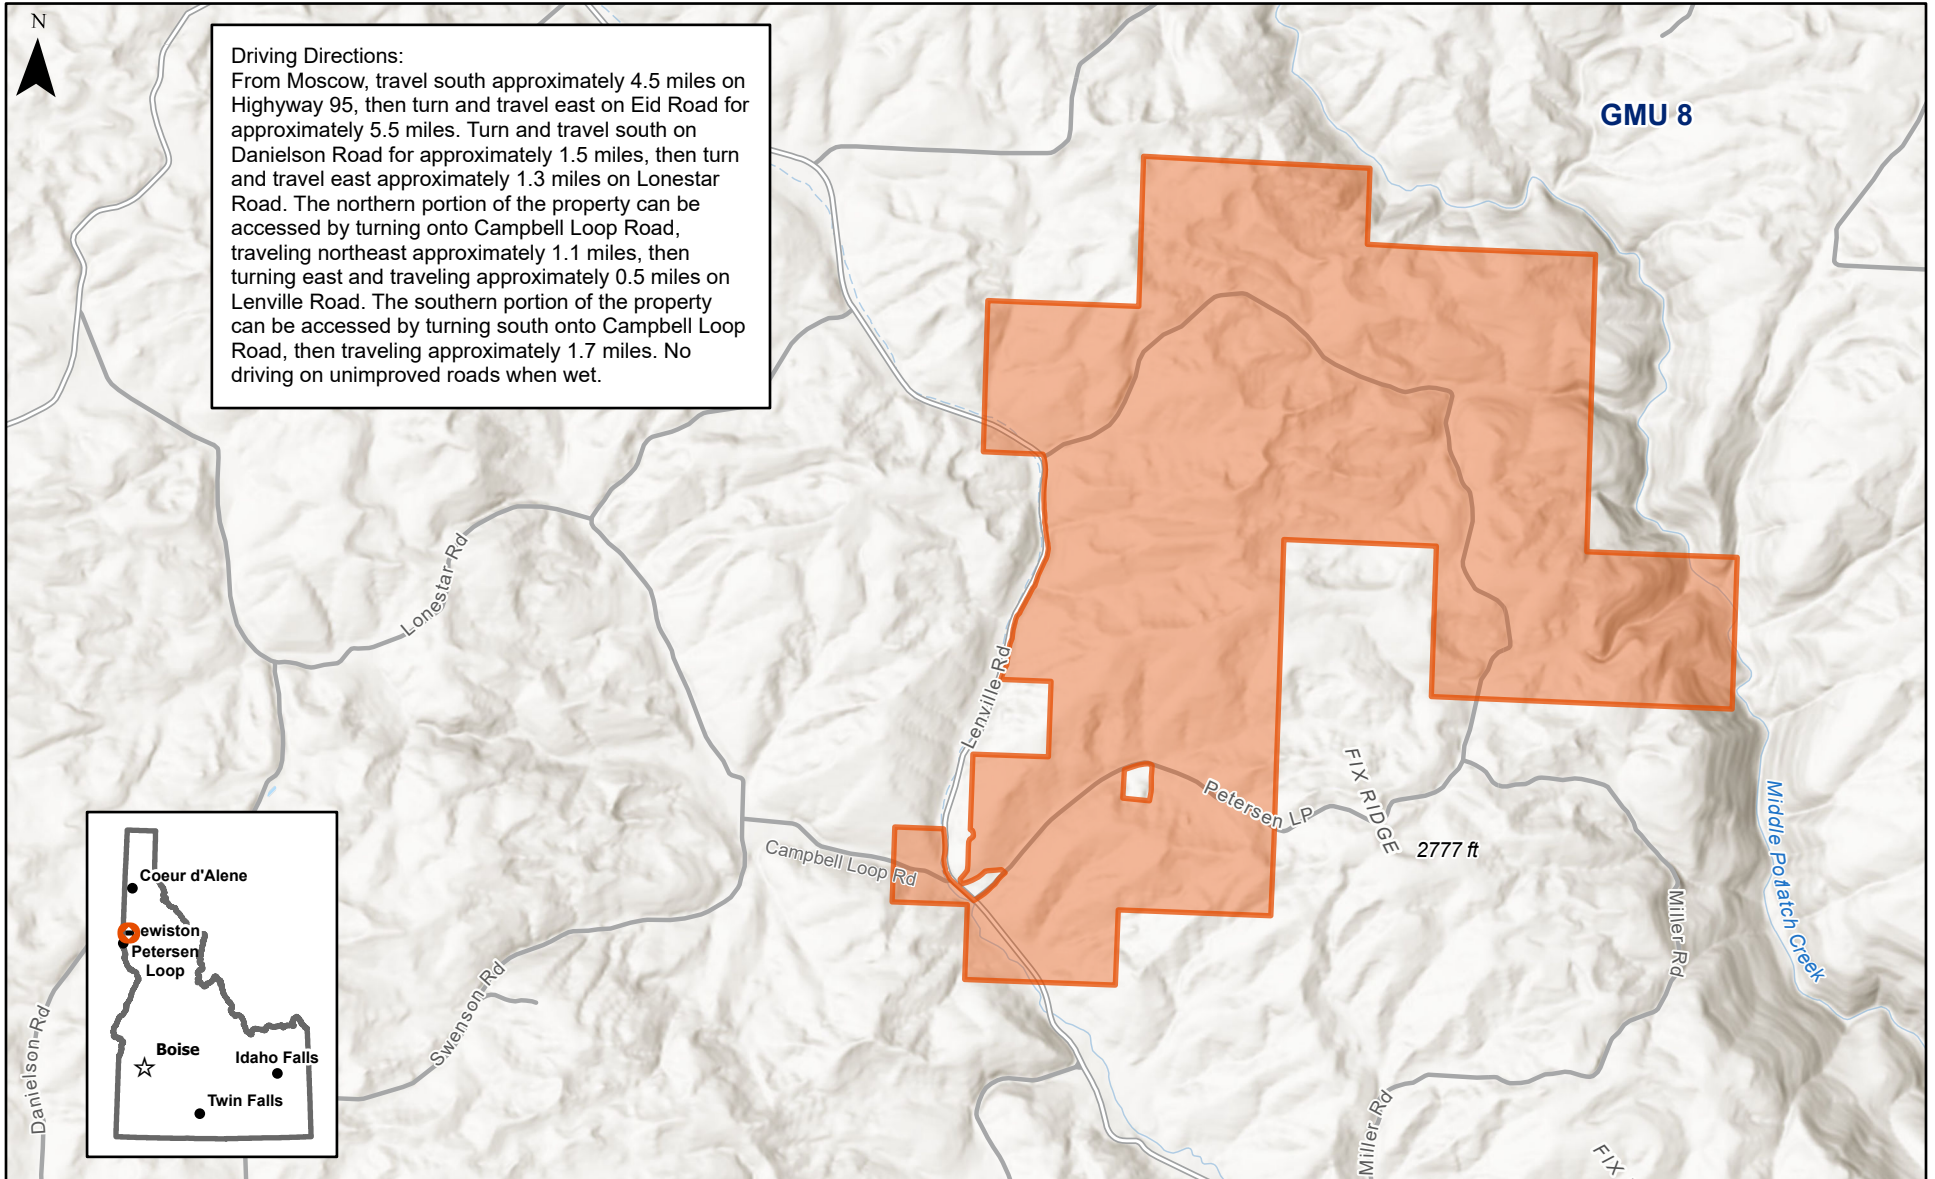 N
Driving Directions:
From Moscow, travel south approximately 4.5 miles on
Highyway 95, then turn and travel east on Eid Road for
approximately 5.5 miles. Turn and travel south on
Danielson Road for approximately 1.5 miles, then turn
and travel east approximately 1.3 miles on Lonestar
Road. The northern portion of the property can be
accessed by turning onto Campbell Loop Road,
traveling northeast approximately 1.1 miles, then
turning east and traveling approximately 0.5 miles on
Lenville Road. The southern portion of the property
can be accessed by turning south onto Campbell Loop
Road, then traveling approximately 1.7 miles. No
driving on unimproved roads when wet.
GMU 8
Lonestar Rd
Lenville Rd
Petersen LP
FIX RIDGE
2777 ft
Campbell Loop Rd
Middle Potlatch Creek
Miller Rd
Swenson Rd
Danielson Rd
Miller Rd
FIX
Coeur d'Alene
ewiston
Petersen
Loop
Boise
Idaho Falls
Twin Falls